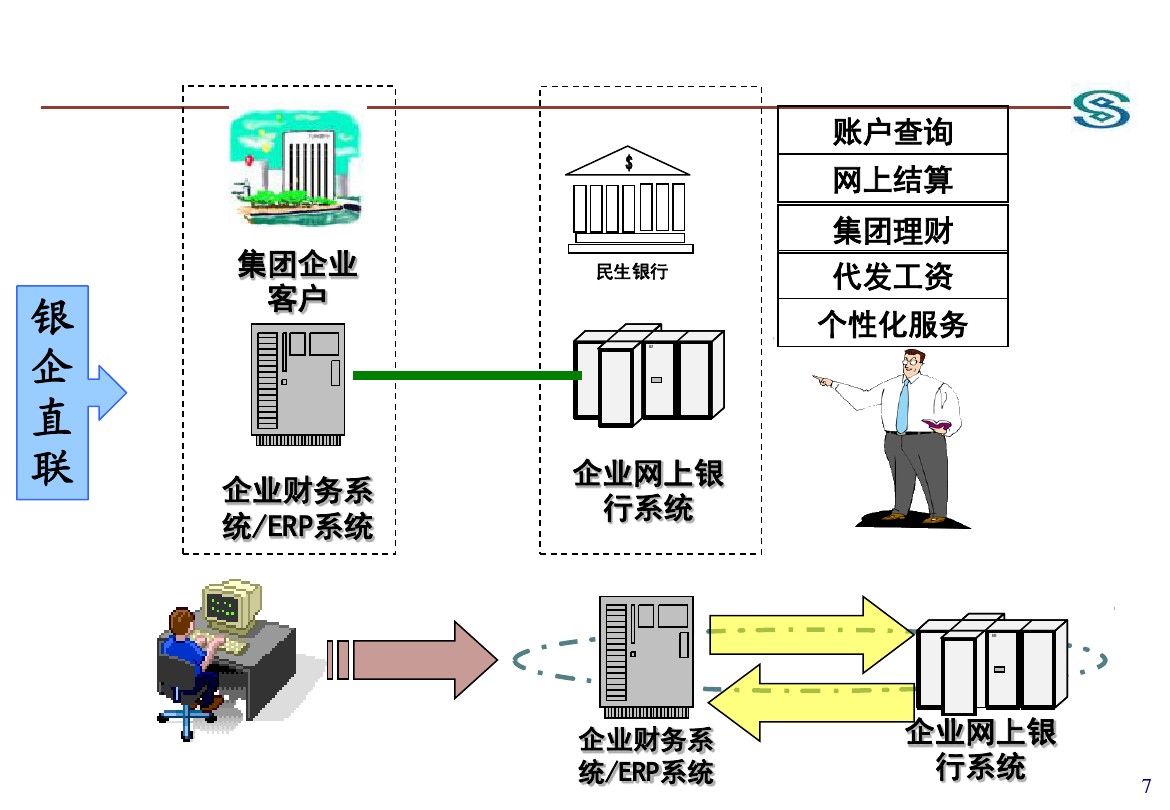 账户查询
网上结算
集团理财
代发工资
个性化服务
$
民生银行
集团企业
客户
银
企
直
联
企业财务系
统/ERP系统
企业网上银
行系统
企业财务系
统/ERP系统
企业网上银
行系统
7